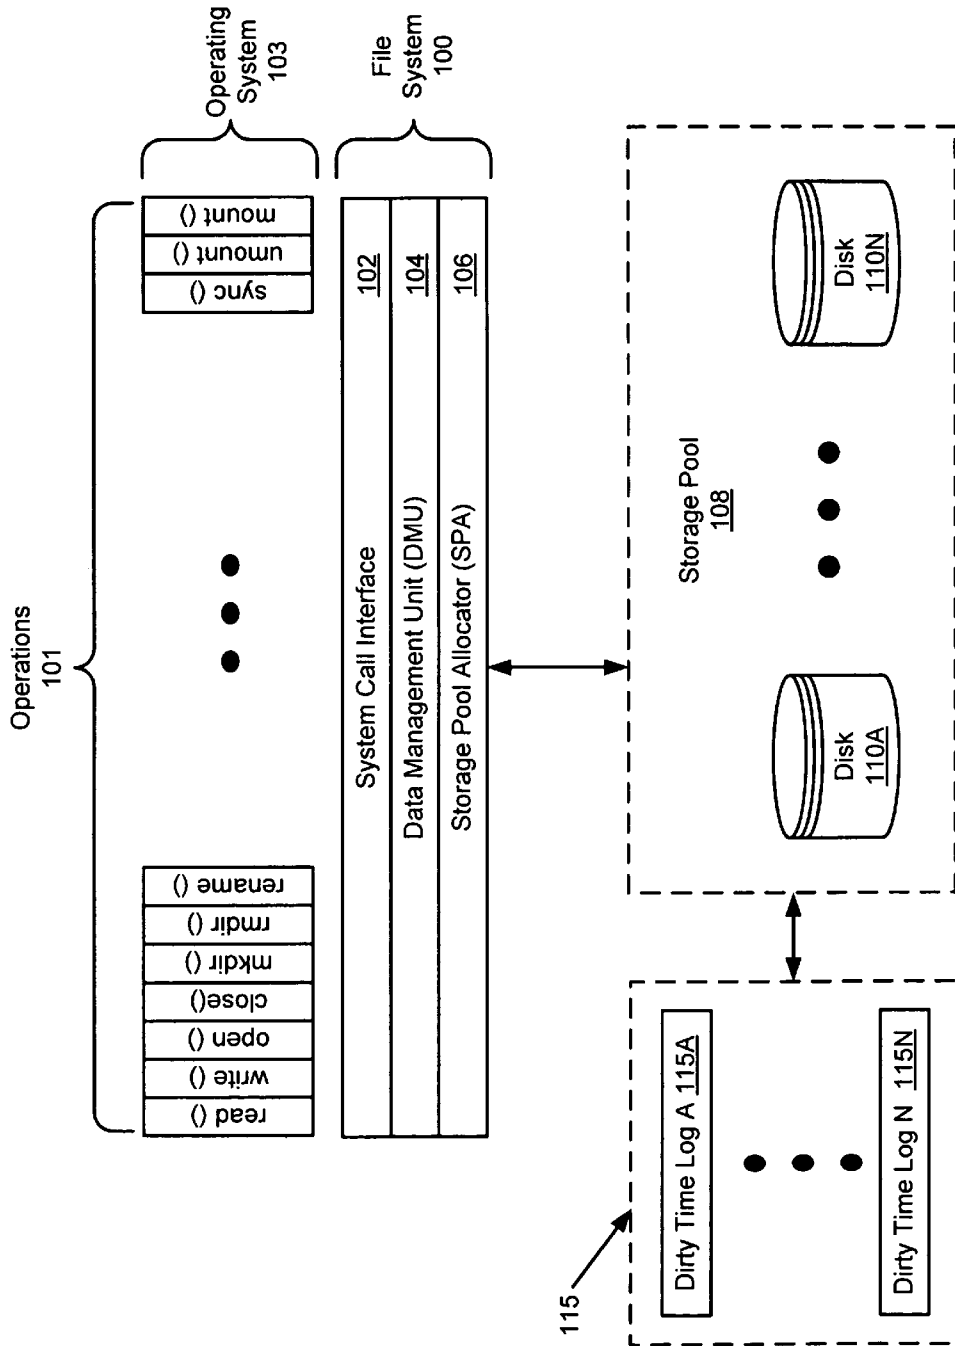 Operations
101
read ()
write ()
open ()
close()
mkdir ()
rmdir ()
rename ()
sync ()
umount ()
mount ()
Operating
System
103
System Call Interface 102
Data Management Unit (DMU) 104
Storage Pool Allocator (SPA) 106
File
System
100
115
Dirty Time Log A 115A
Dirty Time Log N 115N
Storage Pool
108
Disk
110A
Disk
110N